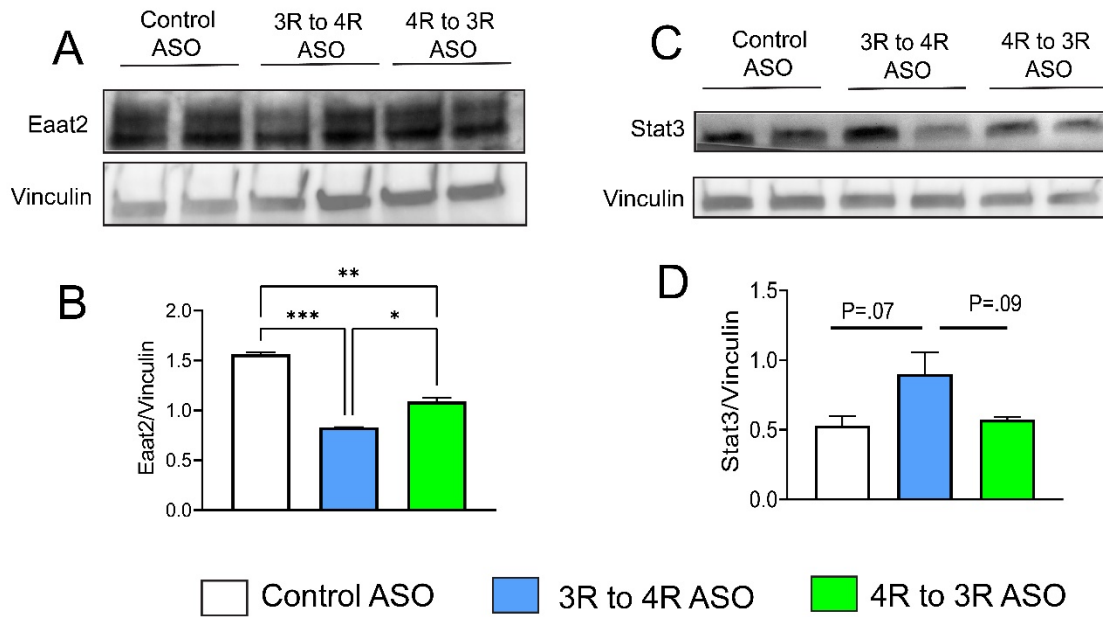 A
Control
ASO
3R to 4R
ASO
4R to 3R
ASO
Eaat2
Vinculin
B
Eaat2/Vinculin
2.0
1.5
1.0
0.5
0.0
**
***
*
C
Control
ASO
3R to 4R
ASO
4R to 3R
ASO
Stat3
Vinculin
D
Stat3/Vinculin
1.5
1.0
0.5
0.0
P=.07
P=.09
Control ASO
3R to 4R ASO
4R to 3R ASO